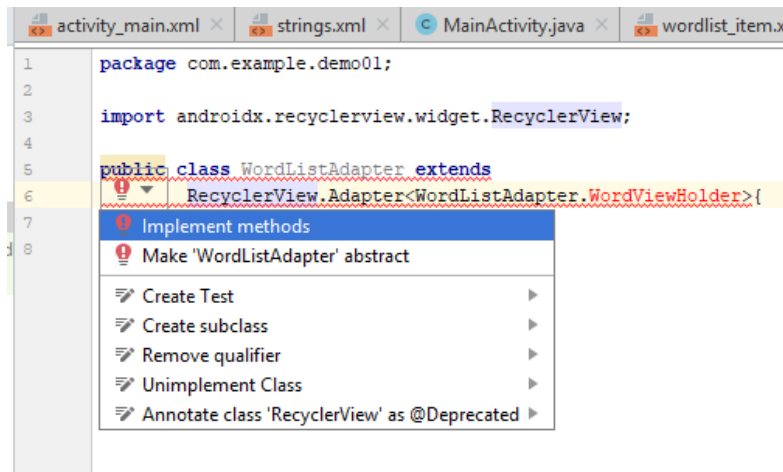 activity_main.xml strings.xml C MainActivity.java wordlist_item.x
1 package com.example.demo01;
2
3 import androidx.recyclerview.widget.RecyclerView;
4
5 public class WordListAdapter extends
6 RecyclerView.Adapter<WordListAdapter.WordViewHolder>{
7 Implement methods
d 8 Make 'WordListAdapter' abstract
Create Test
Create subclass
Remove qualifier
Unimplement Class
Annotate class 'RecyclerView' as @Deprecated